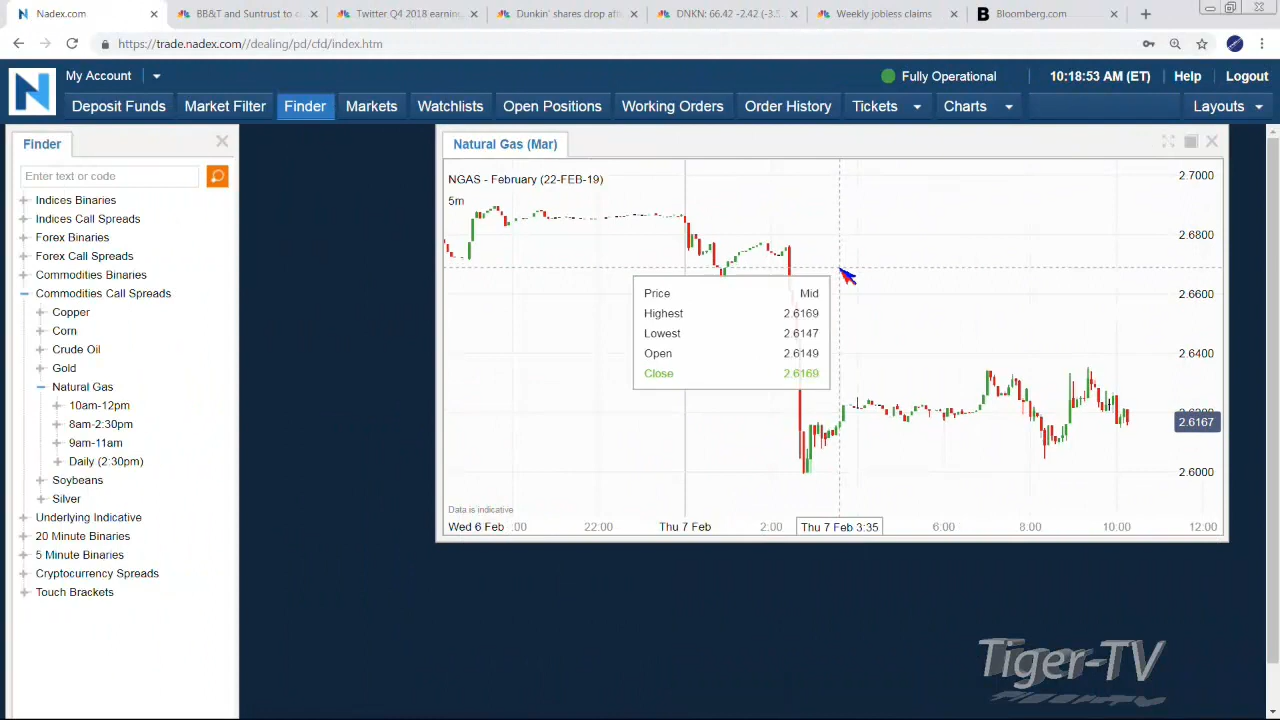 Nadex.com
BB&T and Suntrust to c
Twitter Q4 2018 earning
Dunkin' shares drop aft
DNKN: 66.42 -2.42 (-3.5
Weekly jobless claims
B Bloomberg.com
https://trade.nadex.com//dealing/pd/cfd/index.htm
N
My Account
Fully Operational
10:18:53 AM (ET)
Help
Logout
Deposit Funds
Market Filter
Finder
Markets
Watchlists
Open Positions
Working Orders
Order History
Tickets
Charts
Layouts
Finder
Enter text or code
Indices Binaries
Indices Call Spreads
Forex Binaries
Forex Call Spreads
Commodities Binaries
Commodities Call Spreads
Copper
Corn
Crude Oil
Gold
Natural Gas
10am-12pm
8am-2:30pm
9am-11am
Daily (2:30pm)
Soybeans
Silver
Underlying Indicative
20 Minute Binaries
5 Minute Binaries
Cryptocurrency Spreads
Touch Brackets
Natural Gas (Mar)
NGAS - February (22-FEB-19)
5m
Price Mid
Highest 2.6169
Lowest 2.6147
Open 2.6149
Close 2.6169
2.7000
2.6800
2.6600
2.6400
2.6167
2.6000
Data is indicative
Wed 6 Feb :00 22:00 Thu 7 Feb 2:00 Thu 7 Feb 3:35 6:00 8:00 10:00 12:00
Tiger-TV